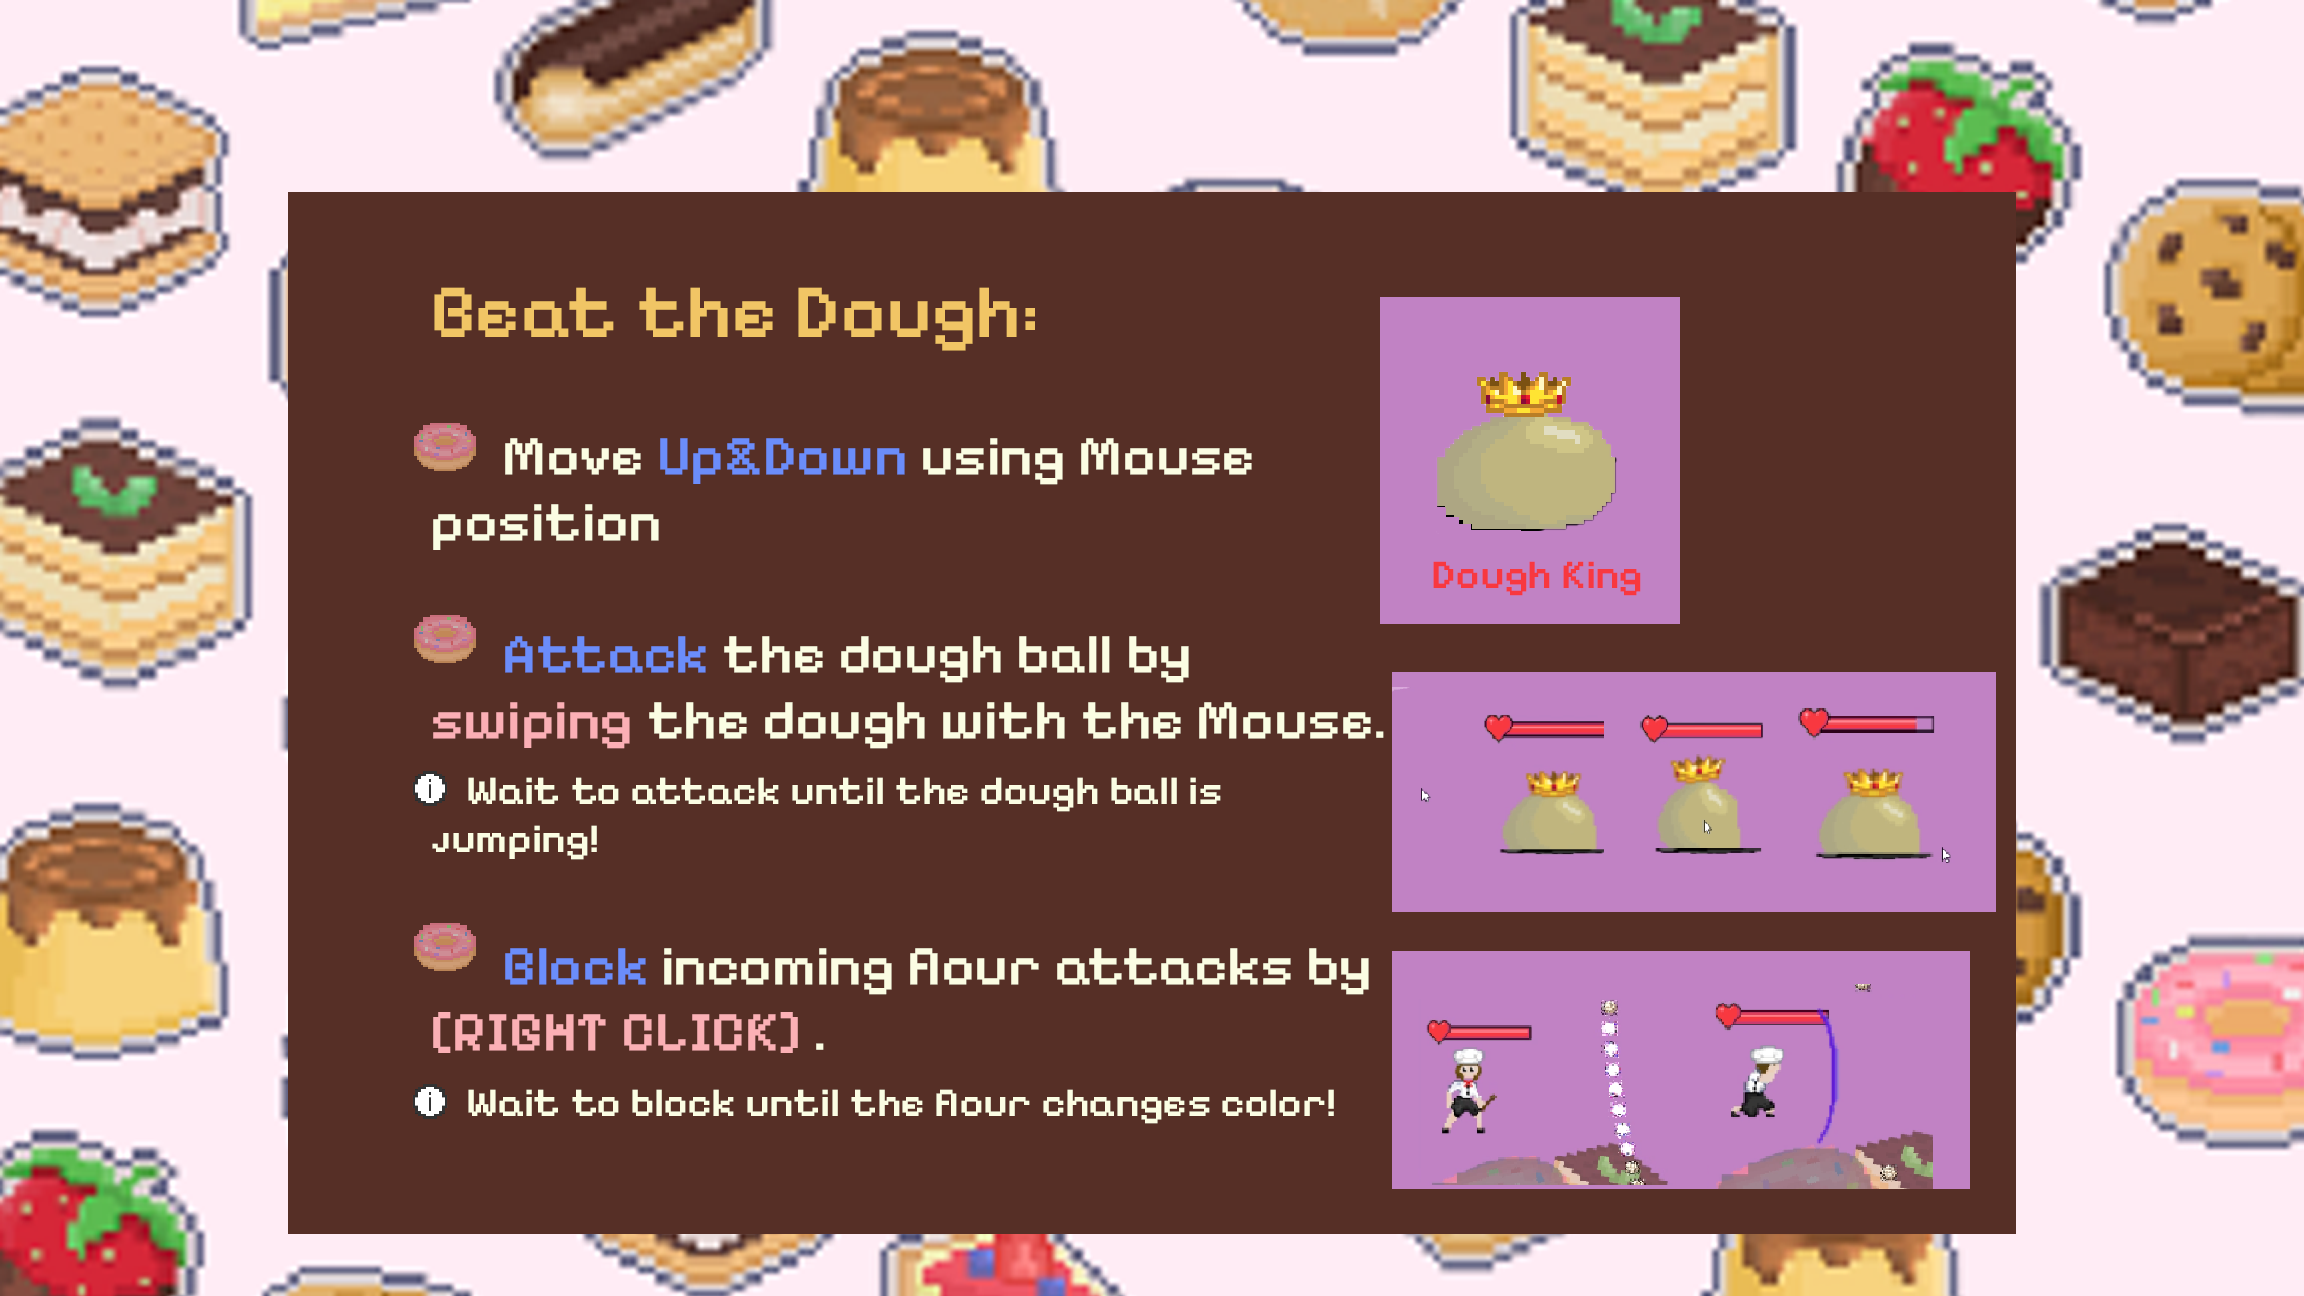 Beat the Dough:
Move Up&Down using Mouse
position
Attack the dough ball by
swiping the dough with the Mouse.
Wait to attack until the dough ball is
Jumping!
Block incoming flour attacks by
[RIGHT CLICK] .
Wait to block until the flour changes color!
Dough King